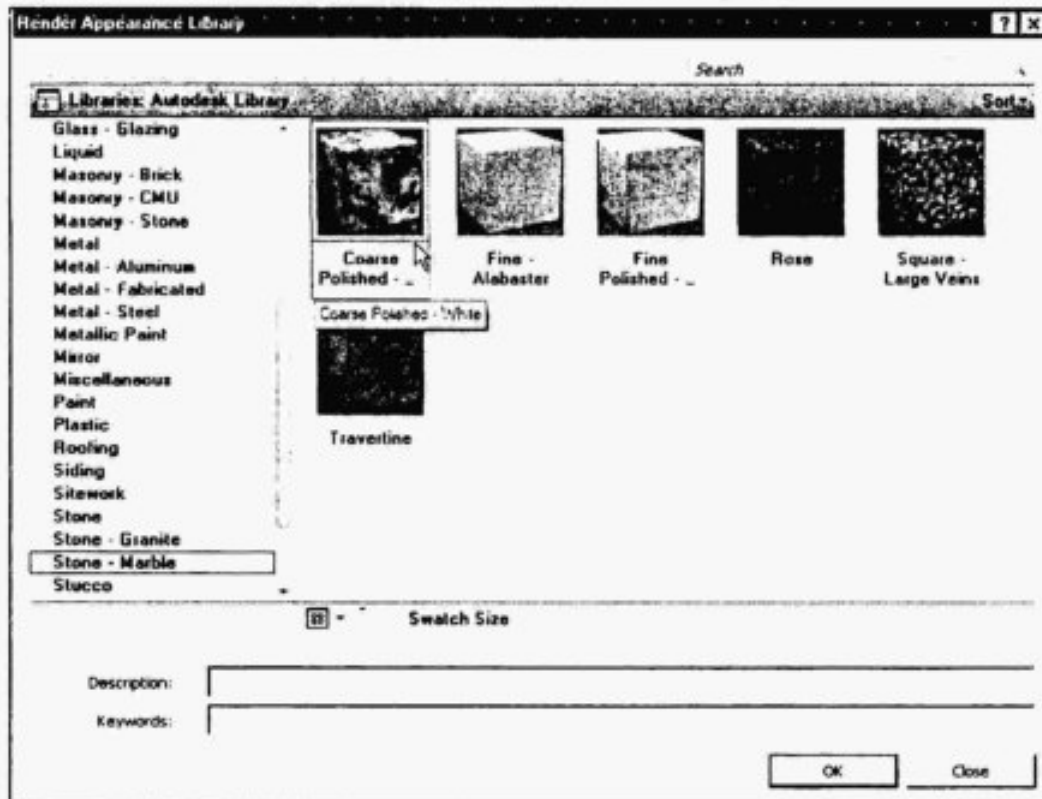 Render Appearance Library
Search
Libraries: Autodesk Library
Sort
Glass - Glazing
Liquid
Masonry - Brick
Masonry - CMU
Masonry - Stone
Metal
Metal - Aluminum
Metal - Fabricated
Metal - Steel
Metallic Paint
Mirror
Miscellaneous
Paint
Plastic
Roofing
Siding
Sitework
Stone
Stone - Granite
Stone - Marble
Stucco
Coarse
Polished - ...
Fine -
Alabaster
Fine
Polished - ...
Rose
Square -
Large Veins
Coarse Polished - White
Travertine
Swatch Size
Description:
Keywords:
OK
Close